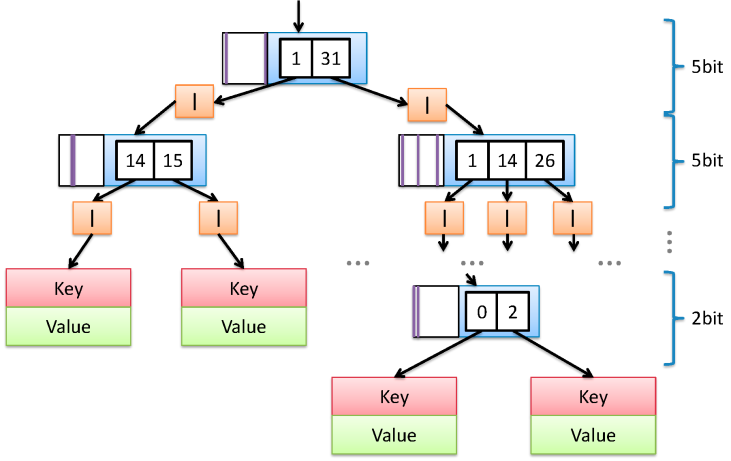 1 31
5bit
I I
14 15
1 14 26
5bit
I I I I I
... ... ...
Key Key
Value Value
0 2
2bit
Key Key
Value Value